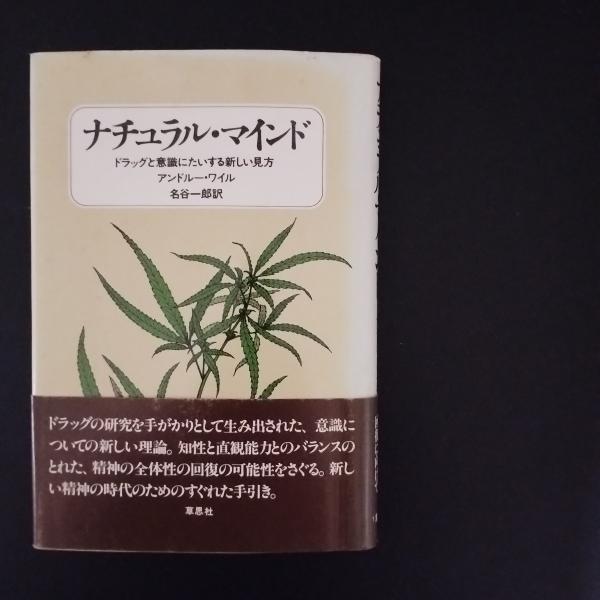 ナチュラル・マインド
ドラッグと意識にたいする新しい見方
アンドルー・ワイル
名谷一郎訳
ドラッグの研究を手がかりとして生み出された、意識に
ついての新しい理論。知性と直観能力とのバランスの
とれた、精神の全体性の回復の可能性をさぐる。新し
い精神の時代のためのすぐれた手引き。
草思社